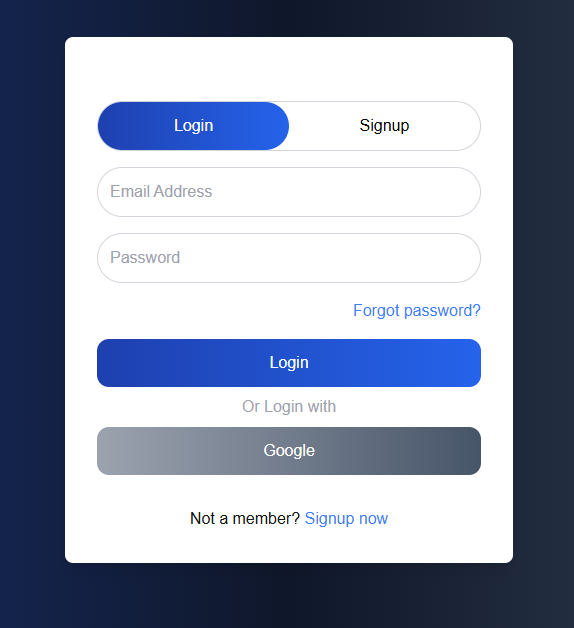 Login Signup
Email Address
Password
Forgot password?
Login
Or Login with
Google
Not a member? Signup now